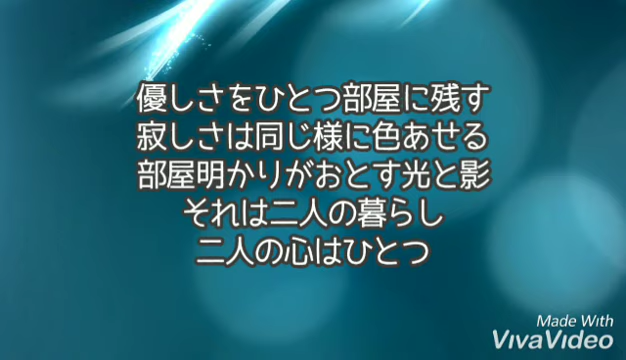 優しさをひとつ部屋に残す
寂しさは同じ様に色あせる
部屋明かりがおとす光と影
それは二人の暮らし
二人の心はひとつ
Made With
VivaVideo